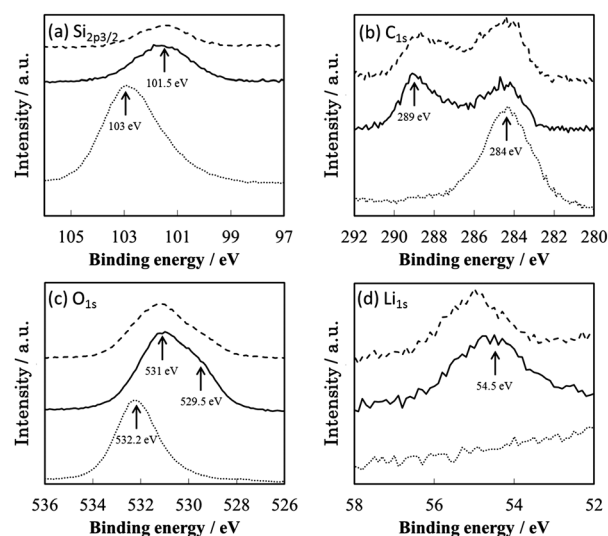 (a) Si2p3/2
101.5 eV
103 eV
Intensity / a.u.
105 103 101 99 97
Binding energy / eV
(b) C1s
289 eV
284 eV
Intensity / a.u.
292 290 288 286 284 282 280
Binding energy / eV
(c) O1s
531 eV
529.5 eV
532.2 eV
Intensity / a.u.
536 534 532 530 528 526
Binding energy / eV
(d) Li1s
54.5 eV
Intensity / a.u.
58 56 54 52
Binding energy / eV